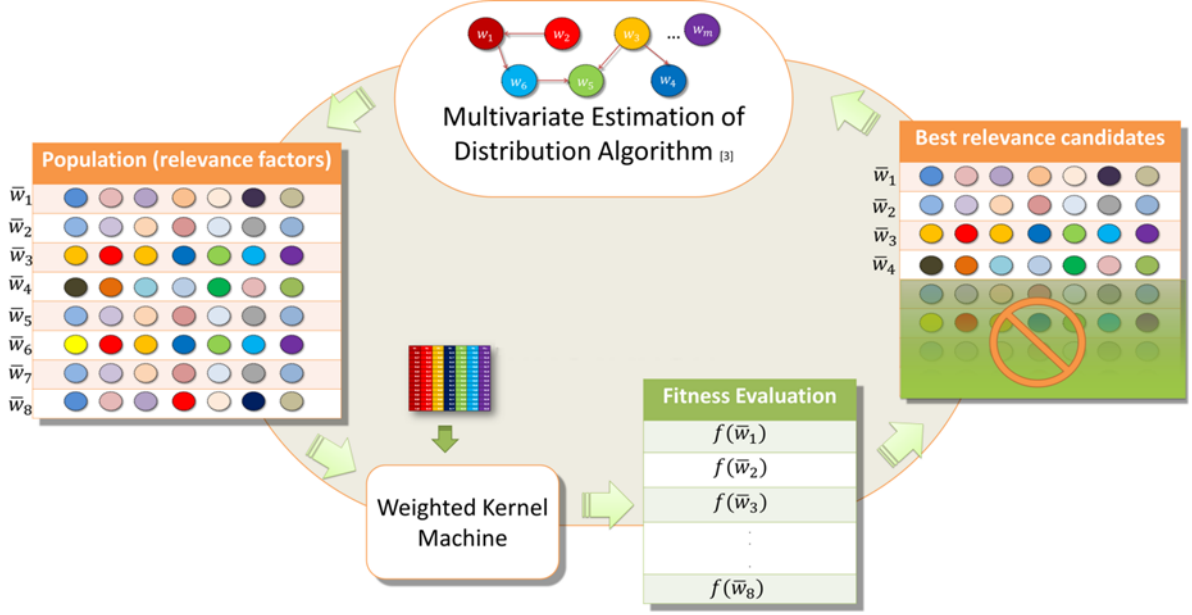 w₁ w₂ w₃ ... wₘ
w₆ w₅ w₄
Multivariate Estimation of
Distribution Algorithm [3]
Population (relevance factors)
w̅₁
w̅₂
w̅₃
w̅₄
w̅₅
w̅₆
w̅₇
w̅₈
Best relevance candidates
w̅₁
w̅₂
w̅₃
w̅₄
Weighted Kernel
Machine
Fitness Evaluation
f(w̅₁)
f(w̅₂)
f(w̅₃)
.
.
.
f(w̅₈)